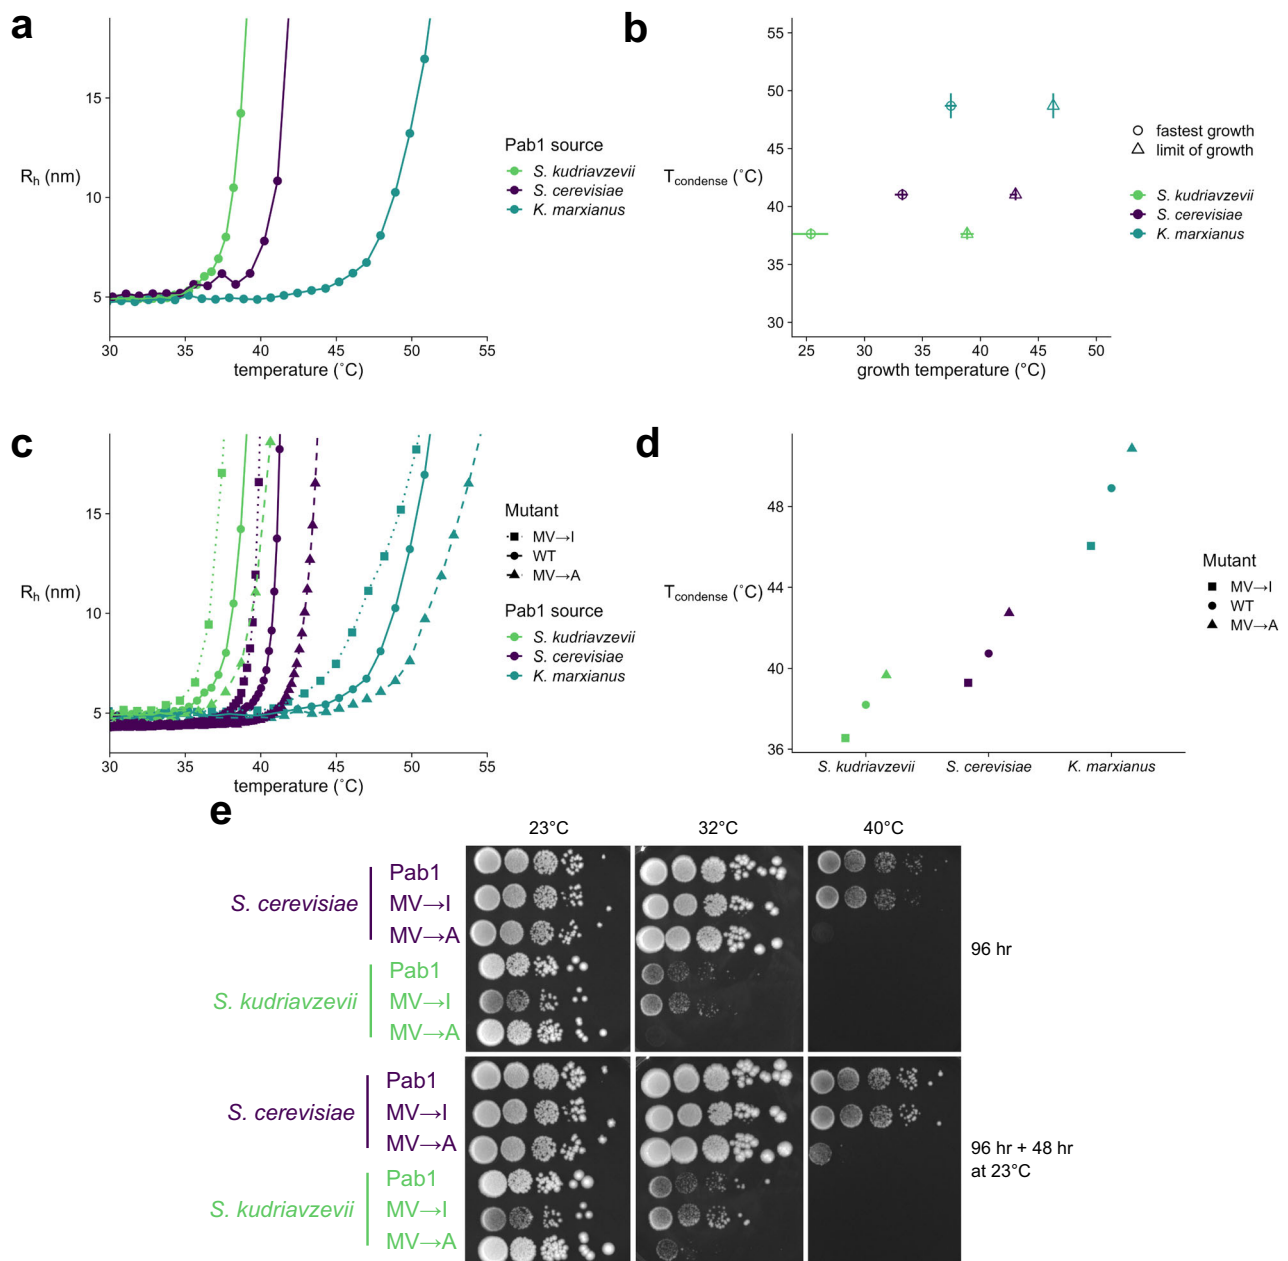 a
15
10
5
R_h (nm)
30 35 40 45 50 55
temperature (˚C)
Pab1 source
S. kudriavzevii
S. cerevisiae
K. marxianus
b
55
50
45
40
35
30
T_condense (˚C)
25 30 35 40 45 50
growth temperature (°C)
fastest growth
limit of growth
S. kudriavzevii
S. cerevisiae
K. marxianus
c
15
10
5
R_h (nm)
30 35 40 45 50 55
temperature (˚C)
Mutant
MV→I
WT
MV→A
Pab1 source
S. kudriavzevii
S. cerevisiae
K. marxianus
d
48
44
40
36
T_condense (˚C)
S. kudriavzevii S. cerevisiae K. marxianus
Mutant
MV→I
WT
MV→A
e
23°C 32°C 40°C
S. cerevisiae
Pab1
MV→I
MV→A
S. kudriavzevii
Pab1
MV→I
MV→A
96 hr
S. cerevisiae
Pab1
MV→I
MV→A
S. kudriavzevii
Pab1
MV→I
MV→A
96 hr + 48 hr
at 23°C